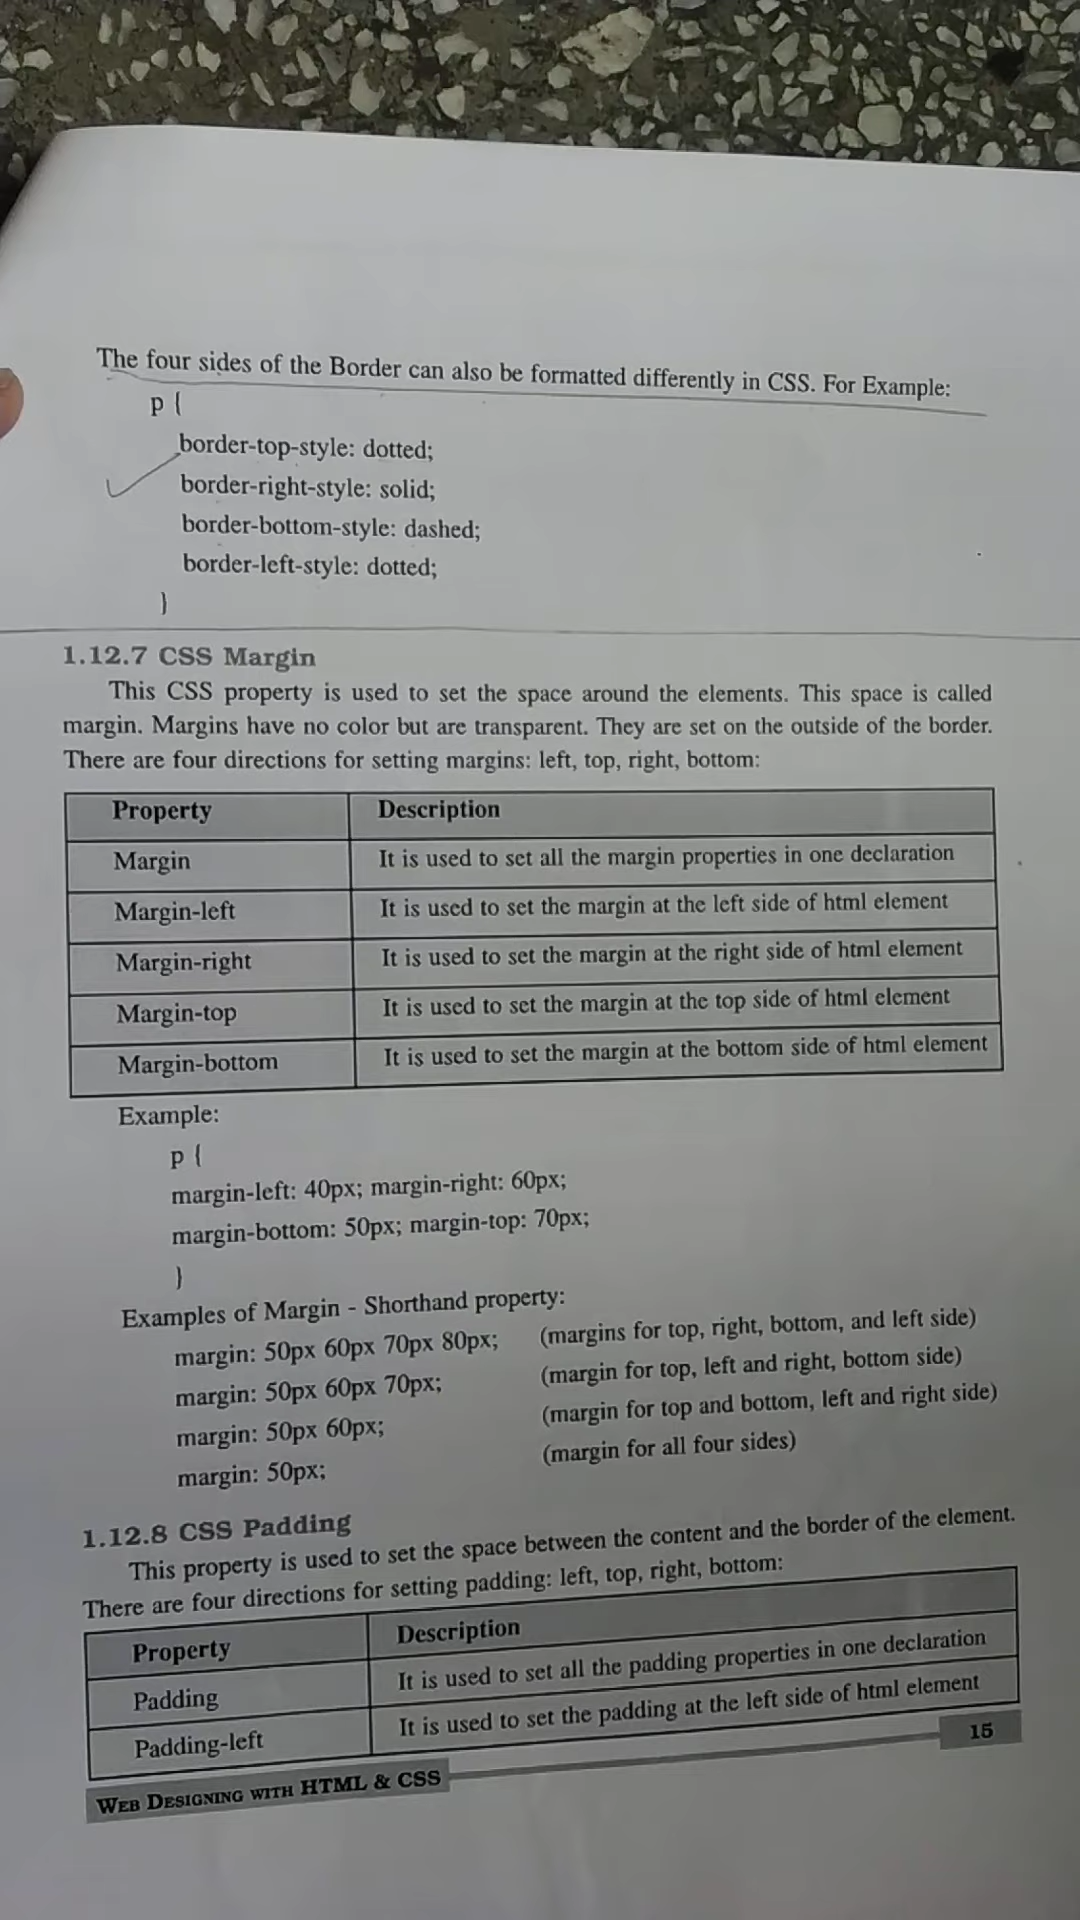 The four sides of the Border can also be formatted differently in CSS. For Example:
p {
border-top-style: dotted;
border-right-style: solid;
border-bottom-style: dashed;
border-left-style: dotted;
}
1.12.7 CSS Margin
This CSS property is used to set the space around the elements. This space is called
margin. Margins have no color but are transparent. They are set on the outside of the border.
There are four directions for setting margins: left, top, right, bottom:
Property Description
Margin It is used to set all the margin properties in one declaration
Margin-left It is used to set the margin at the left side of html element
Margin-right It is used to set the margin at the right side of html element
Margin-top It is used to set the margin at the top side of html element
Margin-bottom It is used to set the margin at the bottom side of html element
Example:
p {
margin-left: 40px; margin-right: 60px;
margin-bottom: 50px; margin-top: 70px;
}
Examples of Margin - Shorthand property:
margin: 50px 60px 70px 80px; (margins for top, right, bottom, and left side)
margin: 50px 60px 70px; (margin for top, left and right, bottom side)
margin: 50px 60px; (margin for top and bottom, left and right side)
margin: 50px; (margin for all four sides)
1.12.8 CSS Padding
This property is used to set the space between the content and the border of the element.
There are four directions for setting padding: left, top, right, bottom:
Property Description
Padding It is used to set all the padding properties in one declaration
Padding-left It is used to set the padding at the left side of html element
WEB DESIGNING WITH HTML & CSS 15